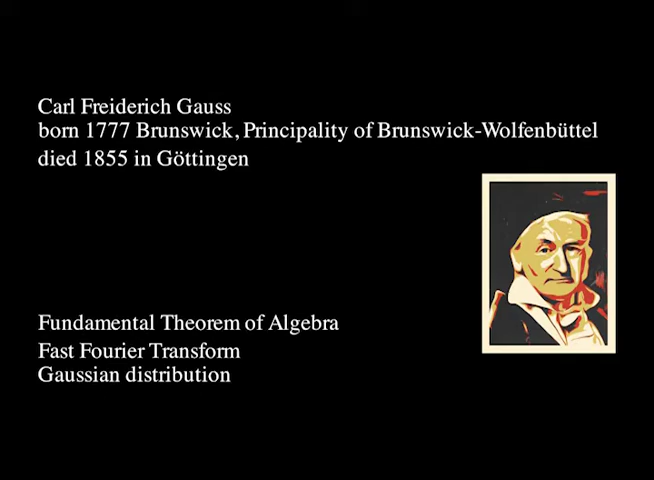 Carl Freiderich Gauss
born 1777 Brunswick, Principality of Brunswick-Wolfenbüttel
died 1855 in Göttingen
Fundamental Theorem of Algebra
Fast Fourier Transform
Gaussian distribution